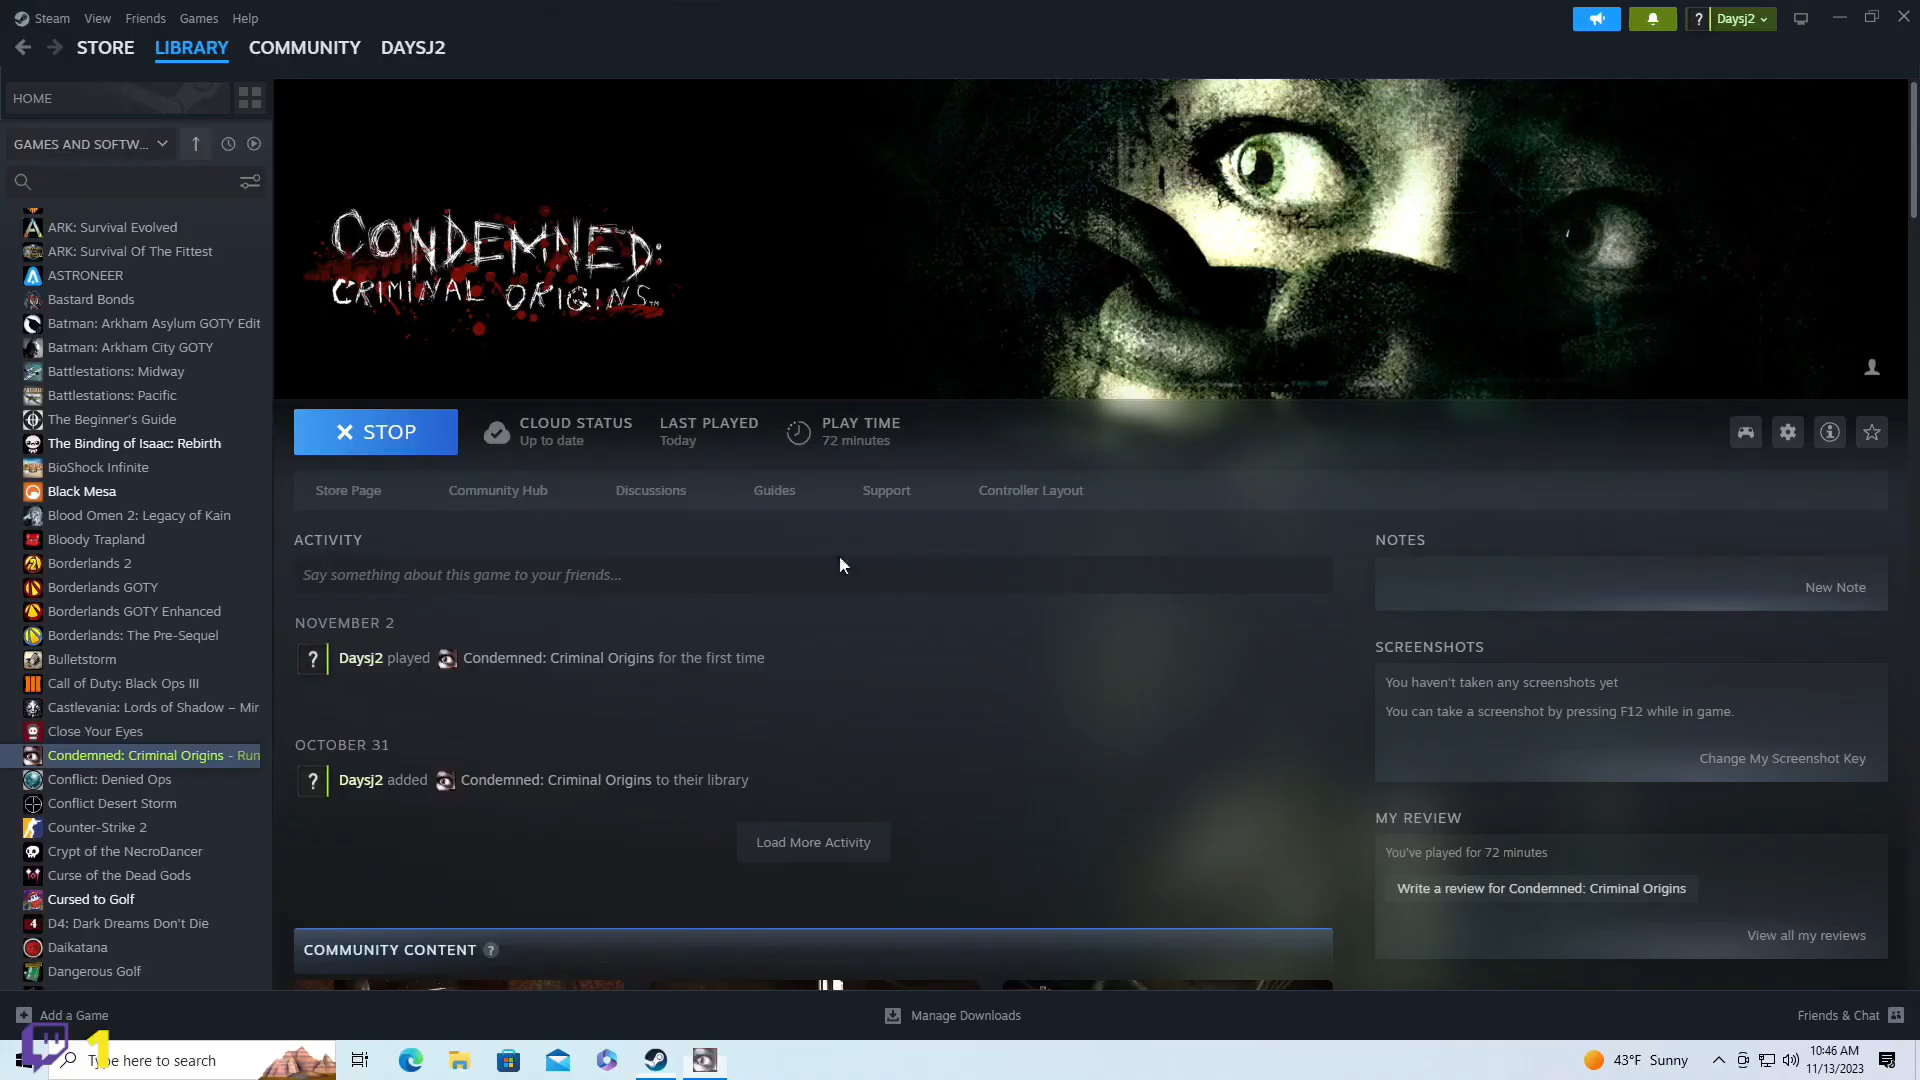 Steam View Friends Games Help
? Daysj2
STORE LIBRARY COMMUNITY DAYSJ2
HOME
GAMES AND SOFTW...
ARK: Survival Evolved
ARK: Survival Of The Fittest
ASTRONEER
Bastard Bonds
Batman: Arkham Asylum GOTY Edit
Batman: Arkham City GOTY
Battlestations: Midway
Battlestations: Pacific
The Beginner's Guide
The Binding of Isaac: Rebirth
BioShock Infinite
Black Mesa
Blood Omen 2: Legacy of Kain
Bloody Trapland
Borderlands 2
Borderlands GOTY
Borderlands GOTY Enhanced
Borderlands: The Pre-Sequel
Bulletstorm
Call of Duty: Black Ops III
Castlevania: Lords of Shadow – Mir
Close Your Eyes
Condemned: Criminal Origins - Run
Conflict: Denied Ops
Conflict Desert Storm
Counter-Strike 2
Crypt of the NecroDancer
Curse of the Dead Gods
Cursed to Golf
D4: Dark Dreams Don't Die
Daikatana
Dangerous Golf
CONDEMNED:
CRIMINAL ORIGINS™
STOP
CLOUD STATUS
Up to date
LAST PLAYED
Today
PLAY TIME
72 minutes
Store Page Community Hub Discussions Guides Support Controller Layout
ACTIVITY
Say something about this game to your friends...
NOVEMBER 2
? Daysj2 played Condemned: Criminal Origins for the first time
OCTOBER 31
? Daysj2 added Condemned: Criminal Origins to their library
Load More Activity
COMMUNITY CONTENT ?
NOTES
New Note
SCREENSHOTS
You haven't taken any screenshots yet
You can take a screenshot by pressing F12 while in game.
Change My Screenshot Key
MY REVIEW
You've played for 72 minutes
Write a review for Condemned: Criminal Origins
View all my reviews
Add a Game
Manage Downloads
Friends & Chat
1
Type here to search
43°F Sunny
10:46 AM
11/13/2023